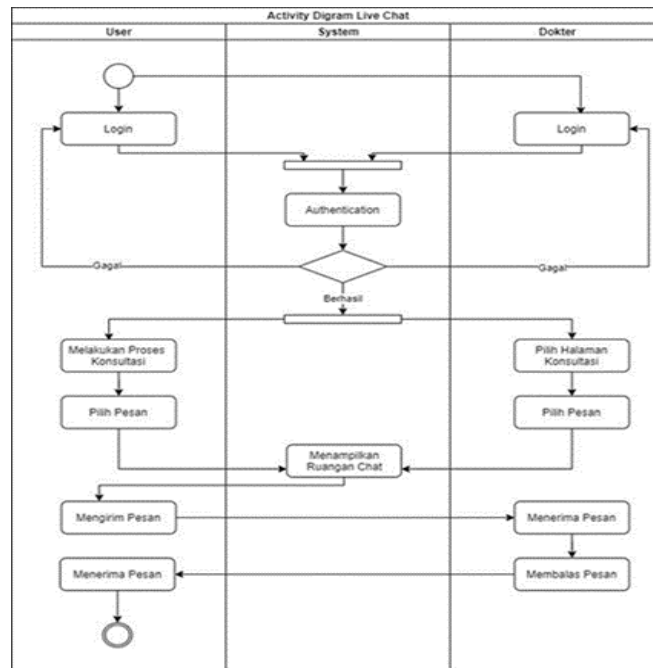 Activity Digram Live Chat
User
System
Dokter
Login
Login
Authentication
Gagal
Gagal
Berhasil
Melakukan Proses
Konsultasi
Pilih Halaman
Konsultasi
Pilih Pesan
Pilih Pesan
Menampilkan
Ruangan Chat
Mengirim Pesan
Menerima Pesan
Menerima Pesan
Membalas Pesan